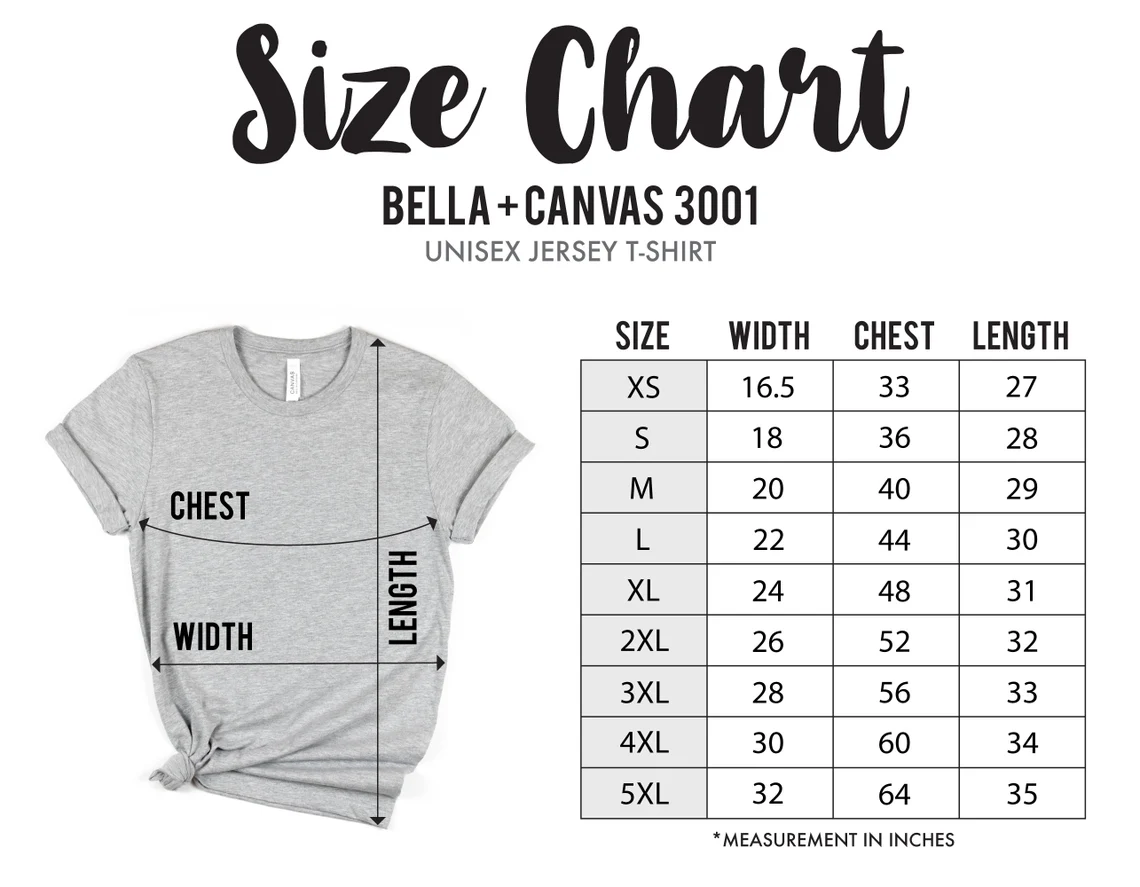 Size Chart
BELLA+CANVAS 3001
UNISEX JERSEY T-SHIRT
CANVAS
CHEST
LENGTH
WIDTH
SIZE WIDTH CHEST LENGTH
XS 16.5 33 27
S 18 36 28
M 20 40 29
L 22 44 30
XL 24 48 31
2XL 26 52 32
3XL 28 56 33
4XL 30 60 34
5XL 32 64 35
*MEASUREMENT IN INCHES